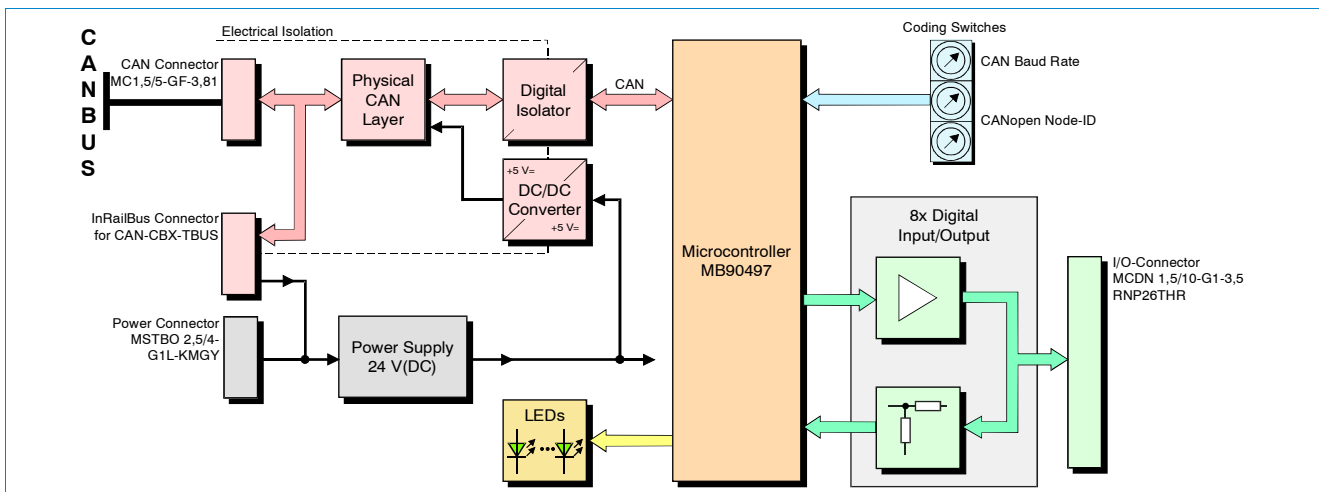 C
A
N
B
U
S
Electrical Isolation
CAN Connector
MC1,5/5-GF-3,81
Physical
CAN
Layer
Digital
Isolator
CAN
Coding Switches
CAN Baud Rate
CANopen Node-ID
+5 V=
DC/DC
Converter
+5 V=
InRailBus Connector
for CAN-CBX-TBUS
Microcontroller
MB90497
8x Digital
Input/Output
I/O-Connector
MCDN 1,5/10-G1-3,5
RNP26THR
Power Connector
MSTBO 2,5/4-
G1L-KMGY
Power Supply
24 V(DC)
LEDs